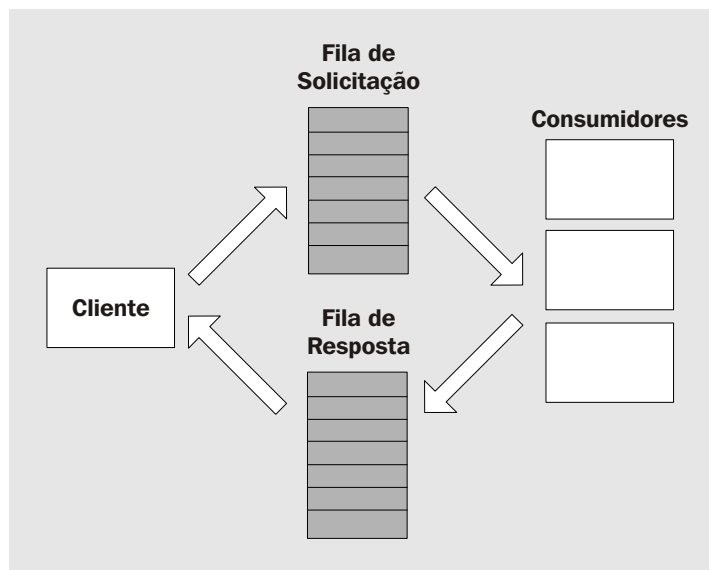 Fila de
Solicitação
Consumidores
Cliente
Fila de
Resposta